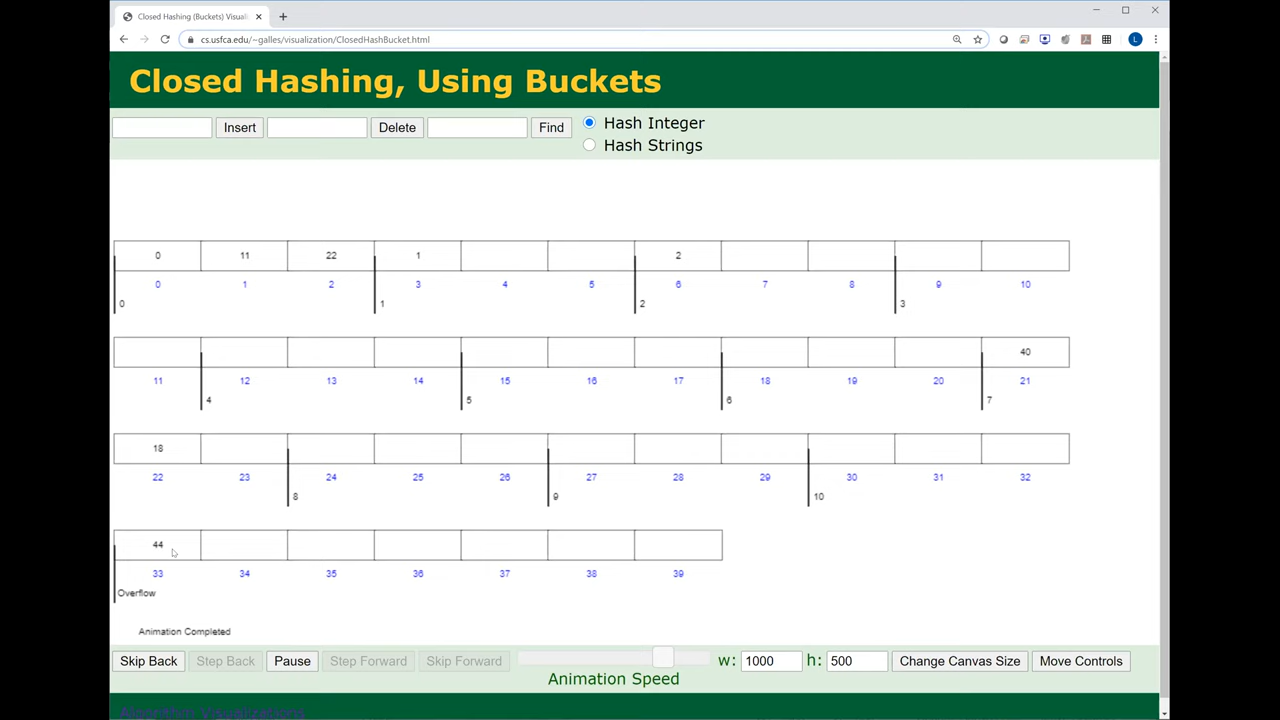 Closed Hashing (Buckets) Visuali
cs.usfca.edu/~galles/visualization/ClosedHashBucket.html
L
Closed Hashing, Using Buckets
Insert Delete Find
Hash Integer
Hash Strings
0 11 22 1 2
0 1 2 3 4 5 6 7 8 9 10
0 1 2 3
40
11 12 13 14 15 16 17 18 19 20 21
4 5 6 7
18
22 23 24 25 26 27 28 29 30 31 32
8 9 10
44
33 34 35 36 37 38 39
Overflow
Animation Completed
Skip Back Step Back Pause Step Forward Skip Forward w: 1000 h: 500 Change Canvas Size Move Controls
Animation Speed
Algorithm Visualizations